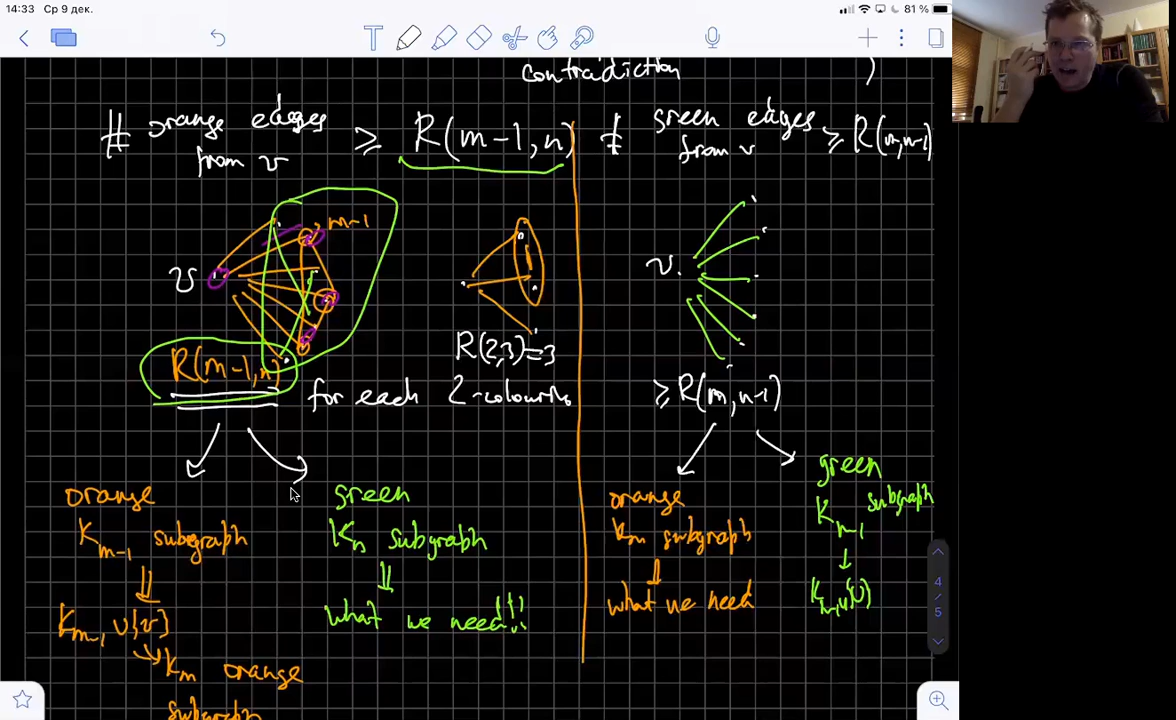 14:33 Ср 9 дек.
81 %
contradiction )
# orange edges from v ≥ R(m-1, n)
# green edges from v ≥ R(m, n-1)
m-1
v
v.
R(2,3)=3
R(m-1, n) for each 2-colouring
≥ R(m, n-1)
orange
K_{m-1} subgraph
⇓
K_{m-1} ∪ {v}
↘ K_m orange
subgraph
green
K_n subgraph
⇓
what we need!!!
orange
K_m subgraph
⇓
what we need
green
K_{n-1} subgraph
↓
K_{n-1} ∪ {v}
4
/
5